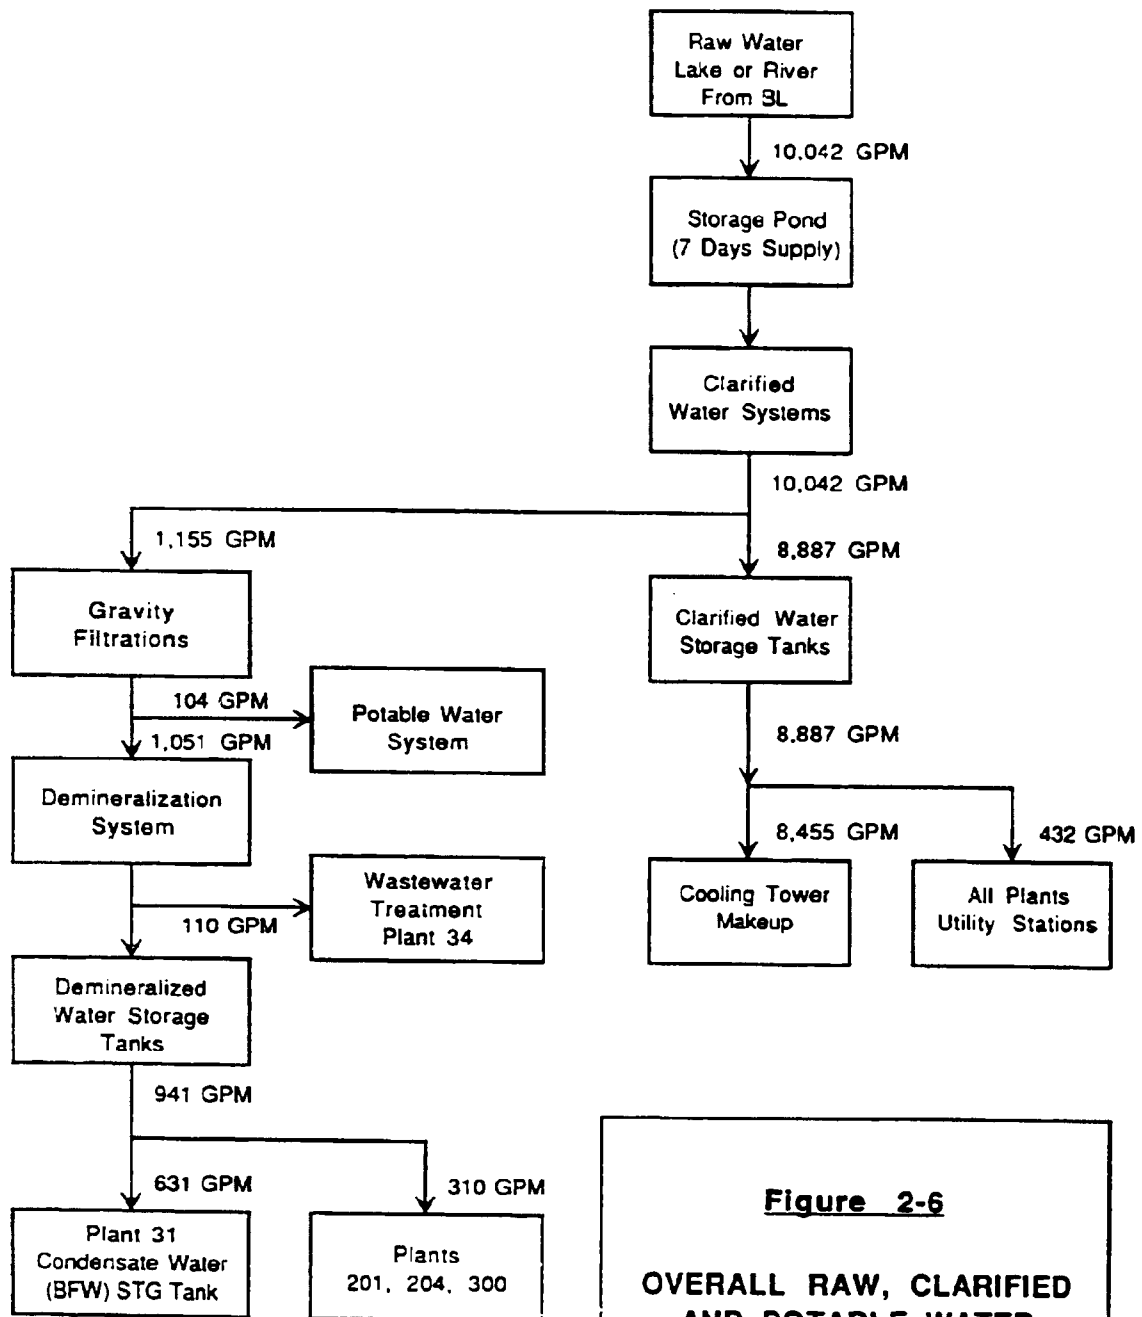 Raw Water
Lake or River
From BL
10,042 GPM
Storage Pond
(7 Days Supply)
Clarified
Water Systems
10,042 GPM
1,155 GPM
8,887 GPM
Gravity
Filtrations
Clarified Water
Storage Tanks
104 GPM
Potable Water
System
1,051 GPM
8,887 GPM
Demineralization
System
8,455 GPM
432 GPM
Wastewater
Treatment
Plant 34
110 GPM
Cooling Tower
Makeup
All Plants
Utility Stations
Demineralized
Water Storage
Tanks
941 GPM
631 GPM
310 GPM
Plant 31
Condensate Water
(BFW) STG Tank
Plants
201, 204, 300
Figure 2-6
OVERALL RAW, CLARIFIED
AND POTABLE WATER